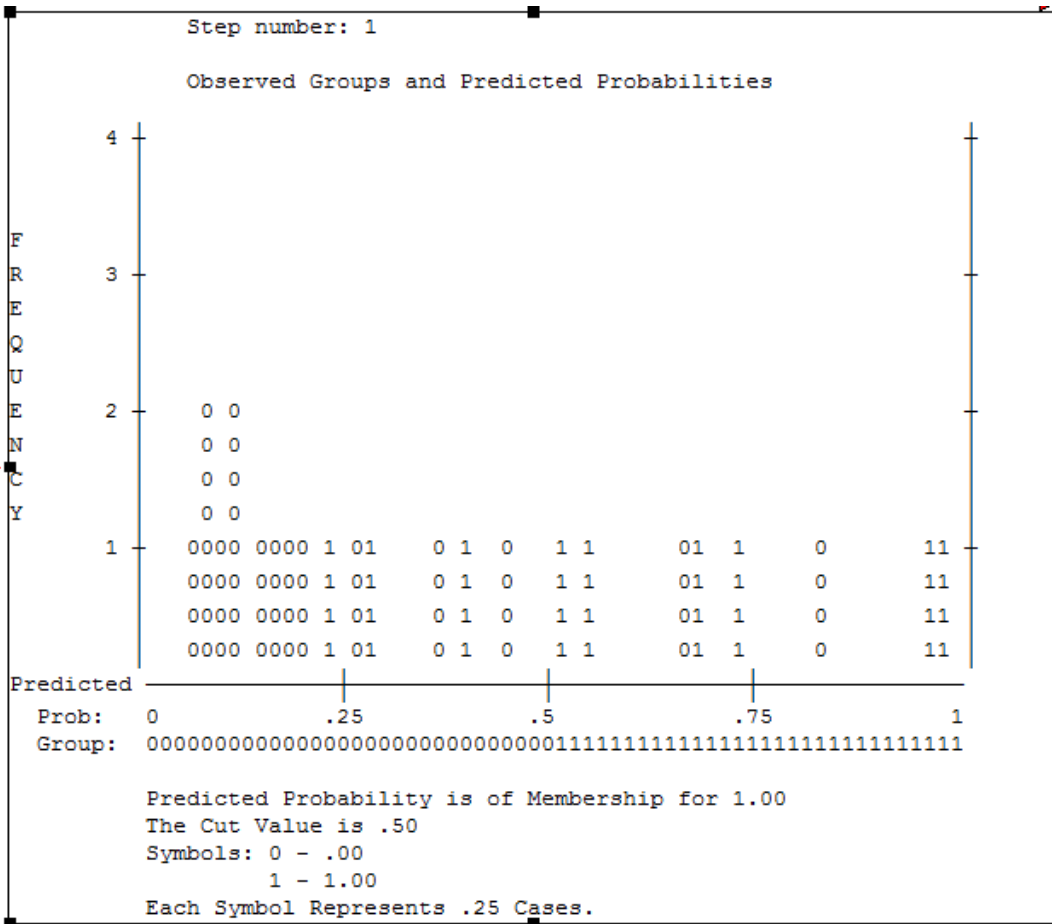 Step number: 1
Observed Groups and Predicted Probabilities
4
F
R 3
E
Q
U
E 2 0 0
N 0 0
C 0 0
Y 0 0
1 0000 0000 1 01 0 1 0 1 1 01 1 0 11
0000 0000 1 01 0 1 0 1 1 01 1 0 11
0000 0000 1 01 0 1 0 1 1 01 1 0 11
0000 0000 1 01 0 1 0 1 1 01 1 0 11
Predicted
Prob: 0 .25 .5 .75 1
Group: 000000000000000000000000000000111111111111111111111111111111
Predicted Probability is of Membership for 1.00
The Cut Value is .50
Symbols: 0 - .00
1 - 1.00
Each Symbol Represents .25 Cases.